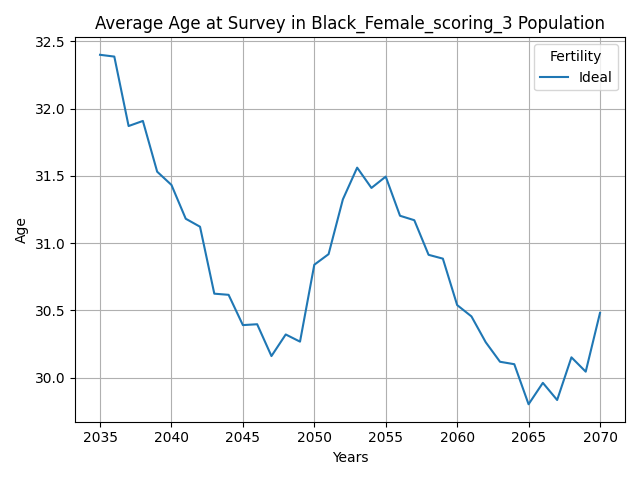 Average Age at Survey in Black_Female_scoring_3 Population
32.5
32.0
31.5
31.0
30.5
30.0
Age
Fertility
Ideal
2035 2040 2045 2050 2055 2060 2065 2070
Years